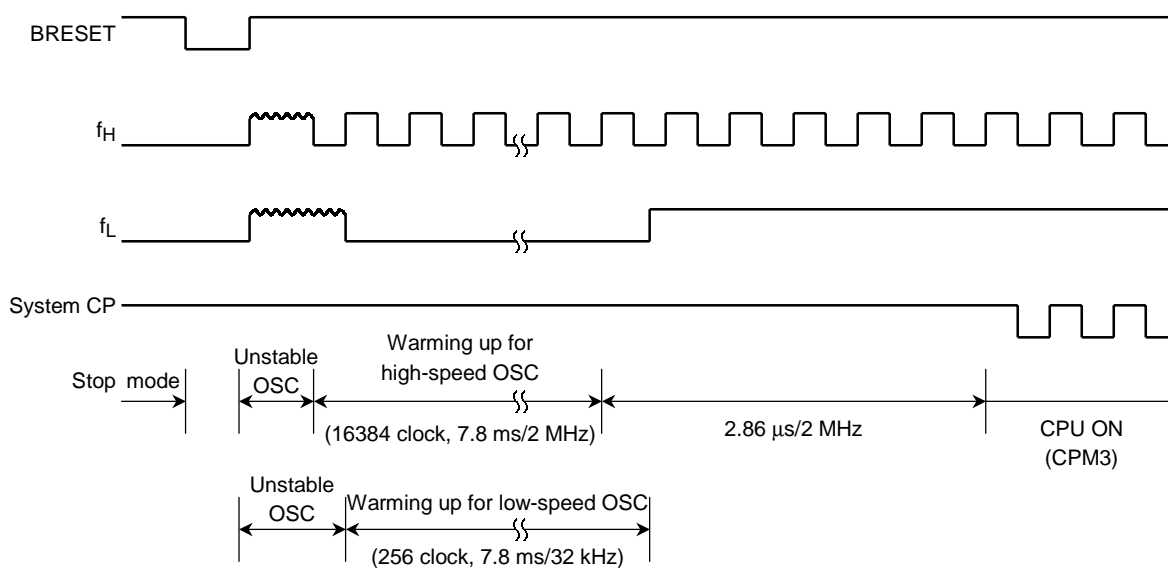 BRESET
fH
fL
System CP
Stop mode
Unstable
OSC
Warming up for
high-speed OSC
(16384 clock, 7.8 ms/2 MHz)
2.86 μs/2 MHz
CPU ON
(CPM3)
Unstable
OSC
Warming up for low-speed OSC
(256 clock, 7.8 ms/32 kHz)